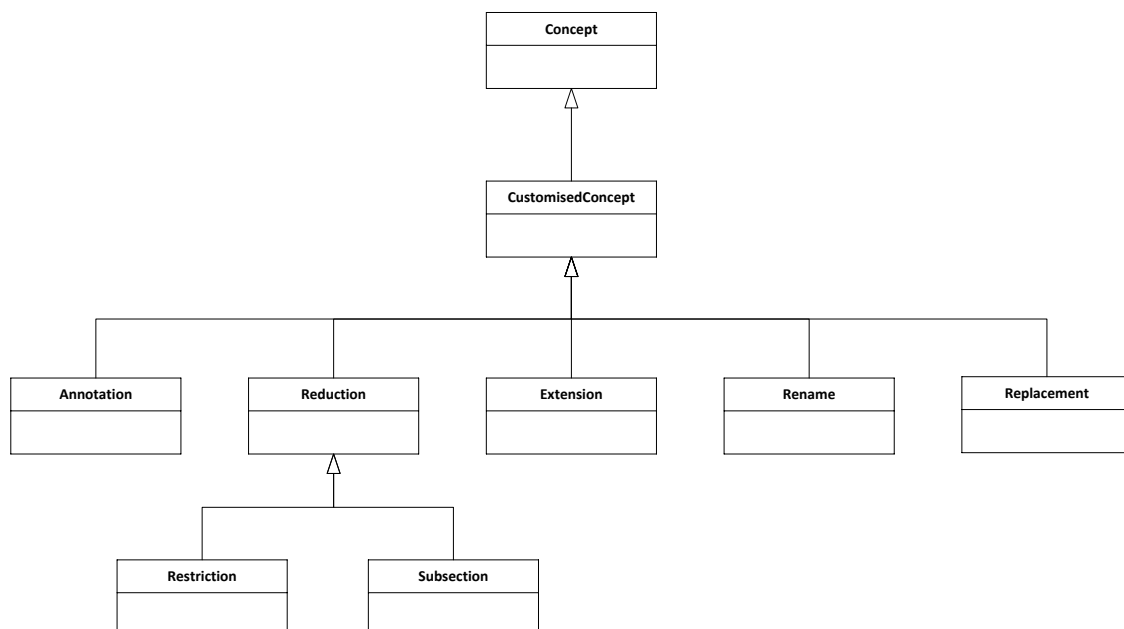 Concept
CustomisedConcept
Annotation
Reduction
Extension
Rename
Replacement
Restriction
Subsection